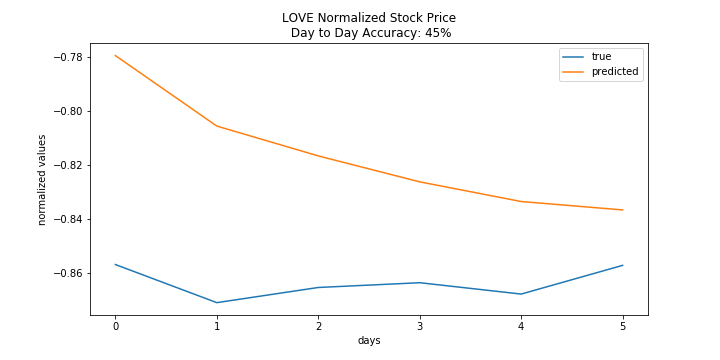 LOVE Normalized Stock Price
Day to Day Accuracy: 45%
true
predicted
normalized values
−0.78
−0.80
−0.82
−0.84
−0.86
0 1 2 3 4 5
days